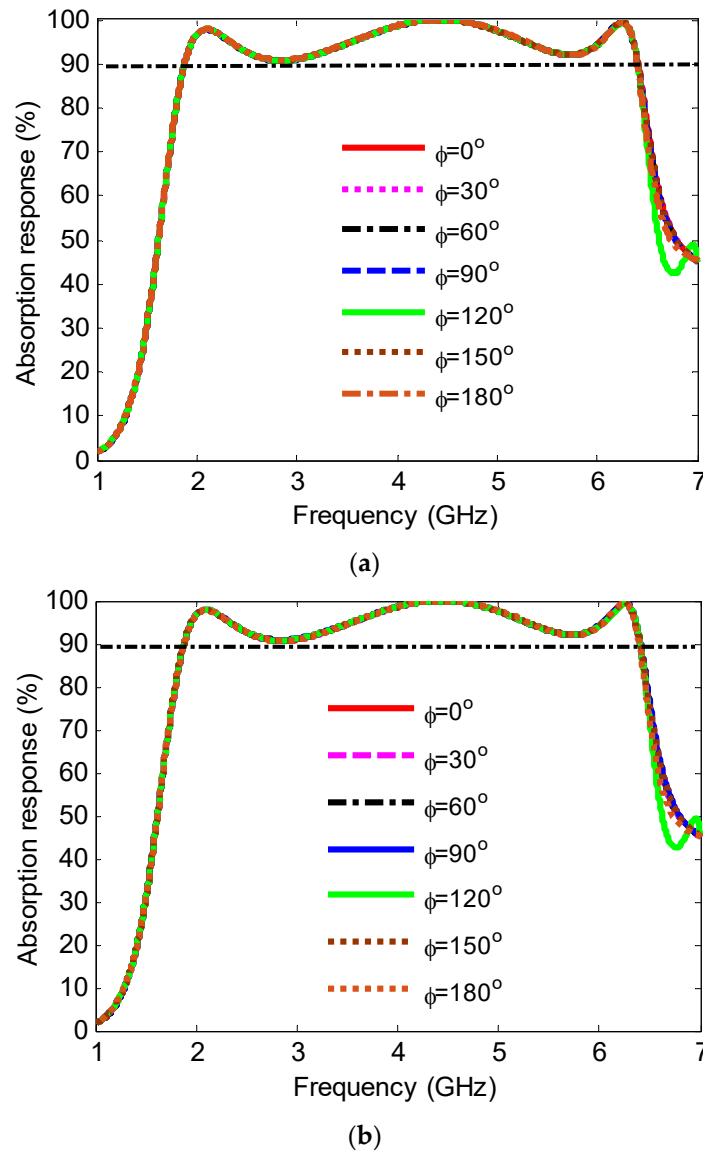 100
90
80
70
60
50
40
30
20
10
0
Absorption response (%)
ϕ=0°
ϕ=30°
ϕ=60°
ϕ=90°
ϕ=120°
ϕ=150°
ϕ=180°
1 2 3 4 5 6 7
Frequency (GHz)
(a)
100
90
80
70
60
50
40
30
20
10
0
Absorption response (%)
ϕ=0°
ϕ=30°
ϕ=60°
ϕ=90°
ϕ=120°
ϕ=150°
ϕ=180°
1 2 3 4 5 6 7
Frequency (GHz)
(b)